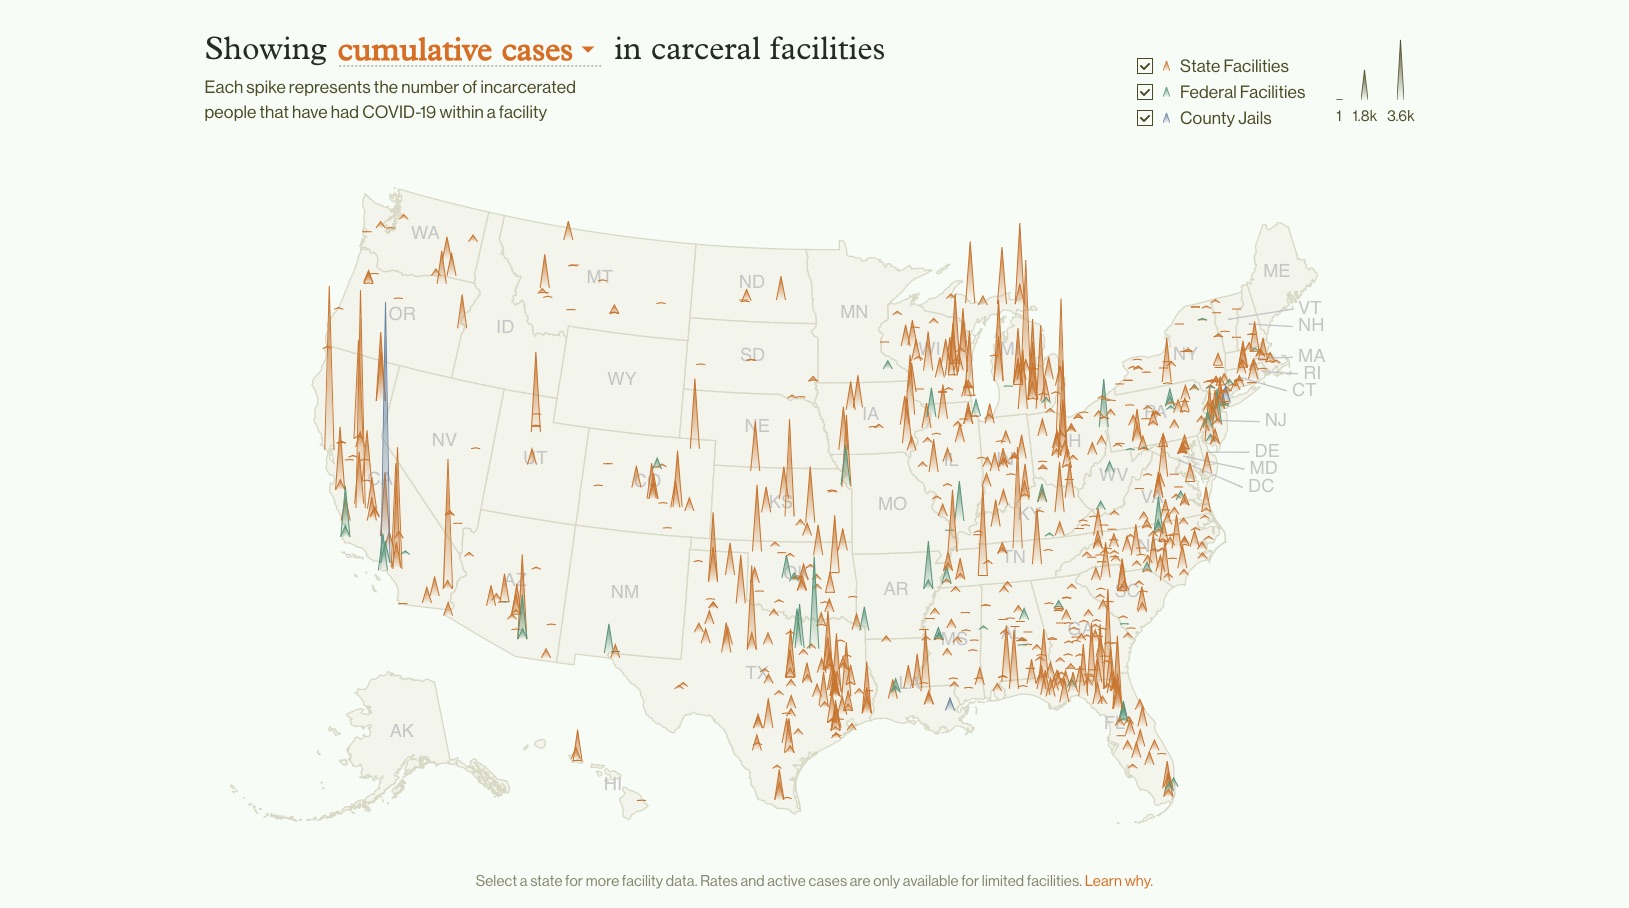 Showing cumulative cases in carceral facilities
Each spike represents the number of incarcerated
people that have had COVID-19 within a facility
State Facilities
Federal Facilities
County Jails
1 1.8k 3.6k
WA
MT
ND
MN
ME
OR
ID
SD
WI
MI
NY
VT
NH
MA
RI
CT
WY
NE
IA
PA
NJ
NV
UT
CO
KS
MO
IL
OH
WV
DE
MD
DC
CA
KY
VA
AZ
NM
OK
AR
TN
NC
SC
TX
LA
MS
AL
GA
FL
AK
HI
Select a state for more facility data. Rates and active cases are only available for limited facilities. Learn why.